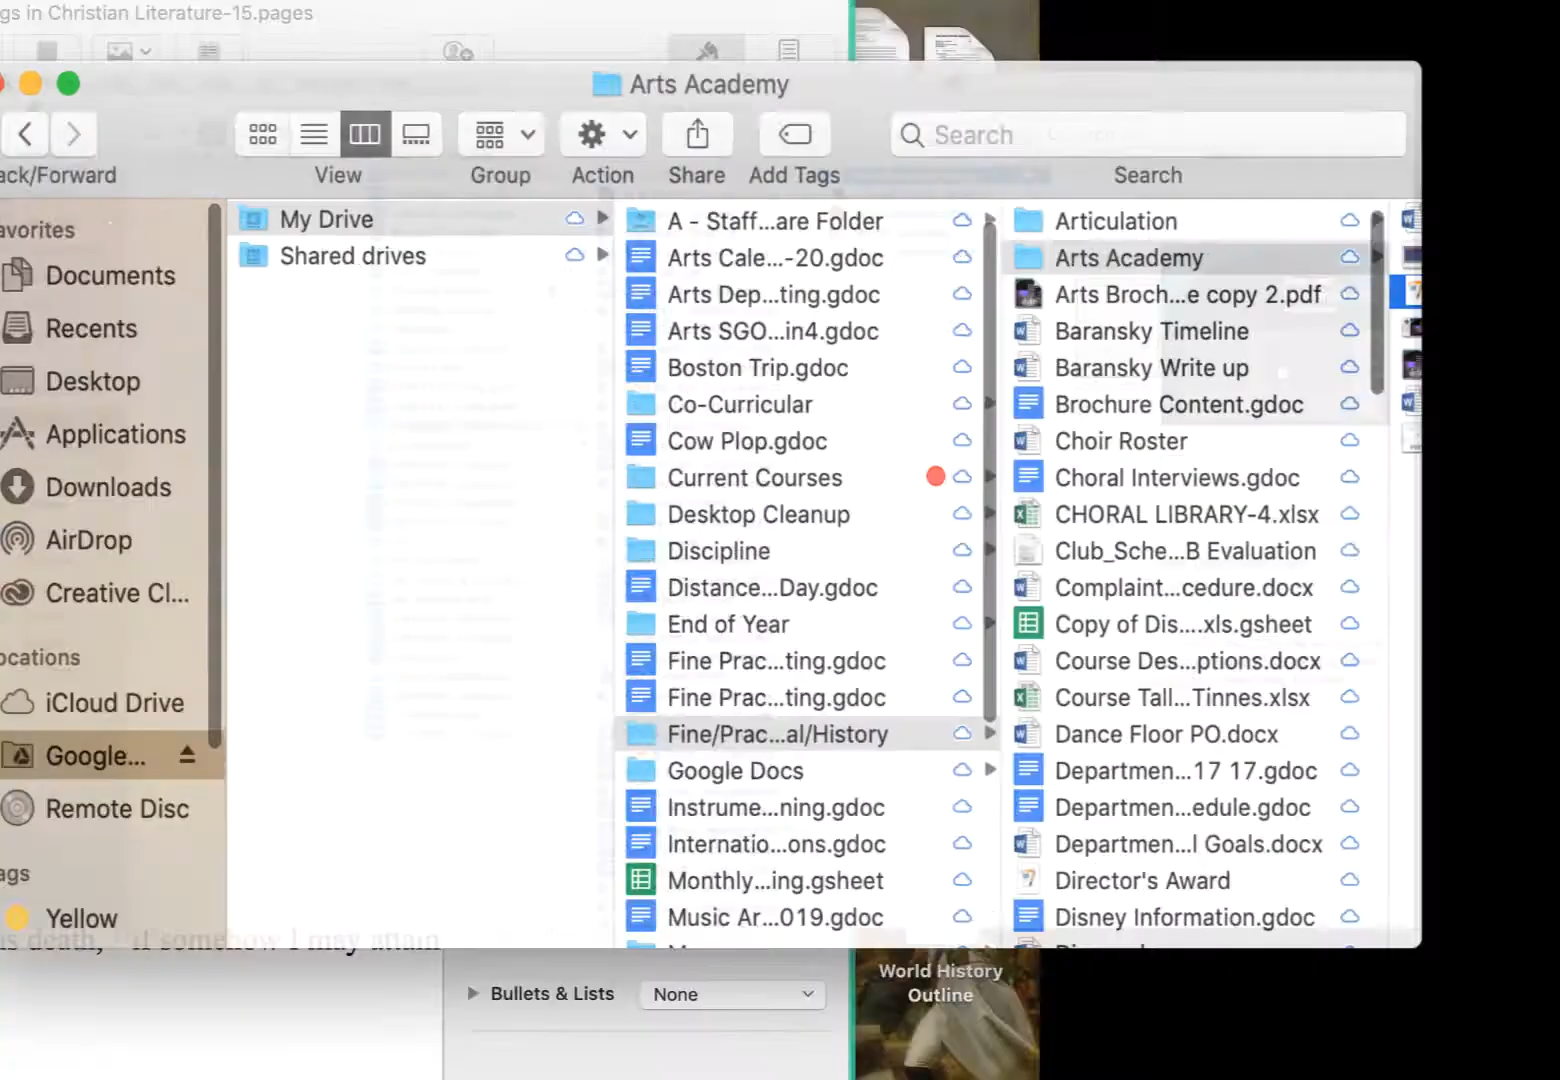 gs in Christian Literature-15.pages
Arts Academy
Search
ack/Forward
View
Group
Action
Share
Add Tags
Search
avorites
Documents
Recents
Desktop
Applications
Downloads
AirDrop
Creative Cl...
ocations
iCloud Drive
Google...
Remote Disc
ags
Yellow
My Drive
Shared drives
A - Staff...are Folder
Arts Cale...-20.gdoc
Arts Dep...ting.gdoc
Arts SGO...in4.gdoc
Boston Trip.gdoc
Co-Curricular
Cow Plop.gdoc
Current Courses
Desktop Cleanup
Discipline
Distance...Day.gdoc
End of Year
Fine Prac...ting.gdoc
Fine Prac...ting.gdoc
Fine/Prac...al/History
Google Docs
Instrume...ning.gdoc
Internatio...ons.gdoc
Monthly...ing.gsheet
Music Ar...019.gdoc
Articulation
Arts Academy
Arts Broch...e copy 2.pdf
Baransky Timeline
Baransky Write up
Brochure Content.gdoc
Choir Roster
Choral Interviews.gdoc
CHORAL LIBRARY-4.xlsx
Club_Sche...B Evaluation
Complaint...cedure.docx
Copy of Dis....xls.gsheet
Course Des...ptions.docx
Course Tall...Tinnes.xlsx
Dance Floor PO.docx
Departmen...17 17.gdoc
Departmen...edule.gdoc
Departmen...l Goals.docx
Director's Award
Disney Information.gdoc
s death, if somehow I may attain
Bullets & Lists
None
World History
Outline